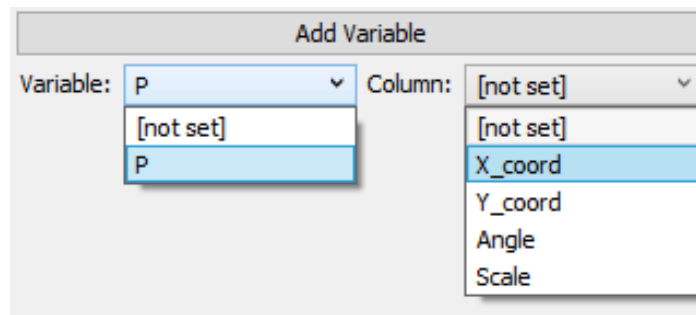 Add Variable
Variable: P Column: [not set]
[not set] [not set]
P X_coord
Y_coord
Angle
Scale